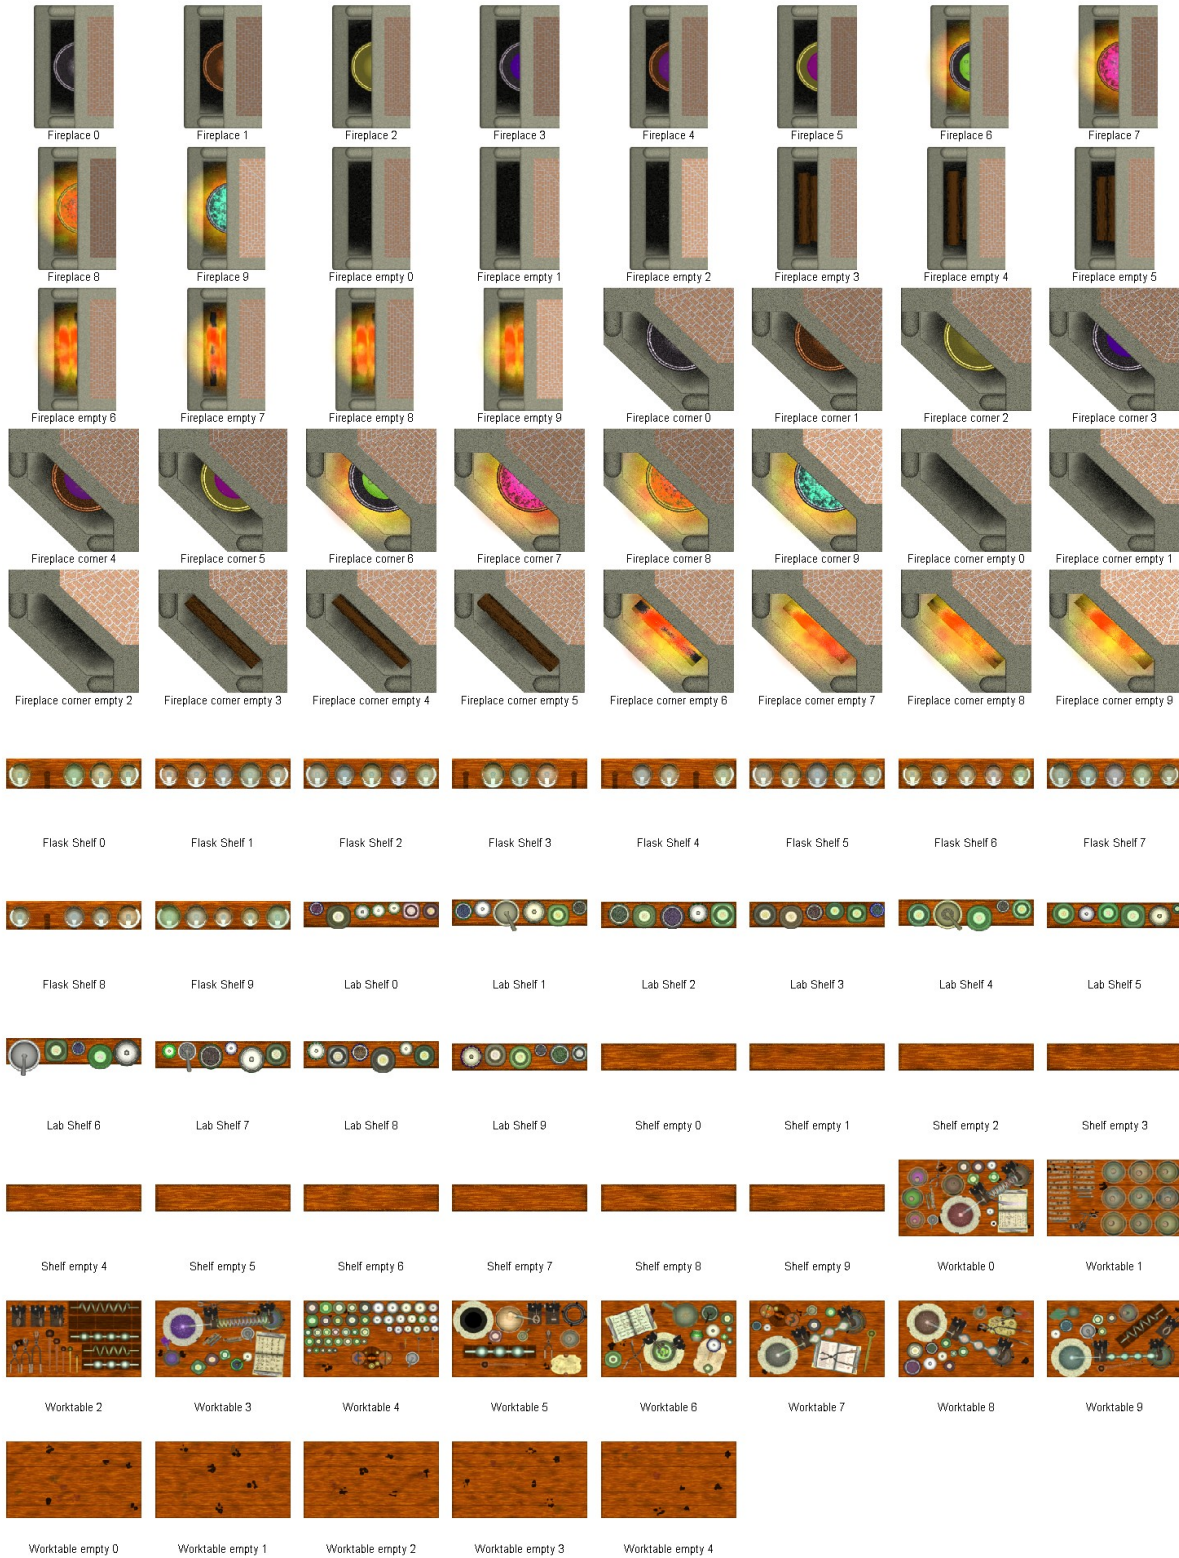 Fireplace 0 Fireplace 1 Fireplace 2 Fireplace 3 Fireplace 4 Fireplace 5 Fireplace 6 Fireplace 7
Fireplace 8 Fireplace 9 Fireplace empty 0 Fireplace empty 1 Fireplace empty 2 Fireplace empty 3 Fireplace empty 4 Fireplace empty 5
Fireplace empty 6 Fireplace empty 7 Fireplace empty 8 Fireplace empty 9 Fireplace corner 0 Fireplace corner 1 Fireplace corner 2 Fireplace corner 3
Fireplace corner 4 Fireplace corner 5 Fireplace corner 6 Fireplace corner 7 Fireplace corner 8 Fireplace corner 9 Fireplace corner empty 0 Fireplace corner empty 1
Fireplace corner empty 2 Fireplace corner empty 3 Fireplace corner empty 4 Fireplace corner empty 5 Fireplace corner empty 6 Fireplace corner empty 7 Fireplace corner empty 8 Fireplace corner empty 9
Flask Shelf 0 Flask Shelf 1 Flask Shelf 2 Flask Shelf 3 Flask Shelf 4 Flask Shelf 5 Flask Shelf 6 Flask Shelf 7
Flask Shelf 8 Flask Shelf 9 Lab Shelf 0 Lab Shelf 1 Lab Shelf 2 Lab Shelf 3 Lab Shelf 4 Lab Shelf 5
Lab Shelf 6 Lab Shelf 7 Lab Shelf 8 Lab Shelf 9 Shelf empty 0 Shelf empty 1 Shelf empty 2 Shelf empty 3
Shelf empty 4 Shelf empty 5 Shelf empty 6 Shelf empty 7 Shelf empty 8 Shelf empty 9 Worktable 0 Worktable 1
Worktable 2 Worktable 3 Worktable 4 Worktable 5 Worktable 6 Worktable 7 Worktable 8 Worktable 9
Worktable empty 0 Worktable empty 1 Worktable empty 2 Worktable empty 3 Worktable empty 4